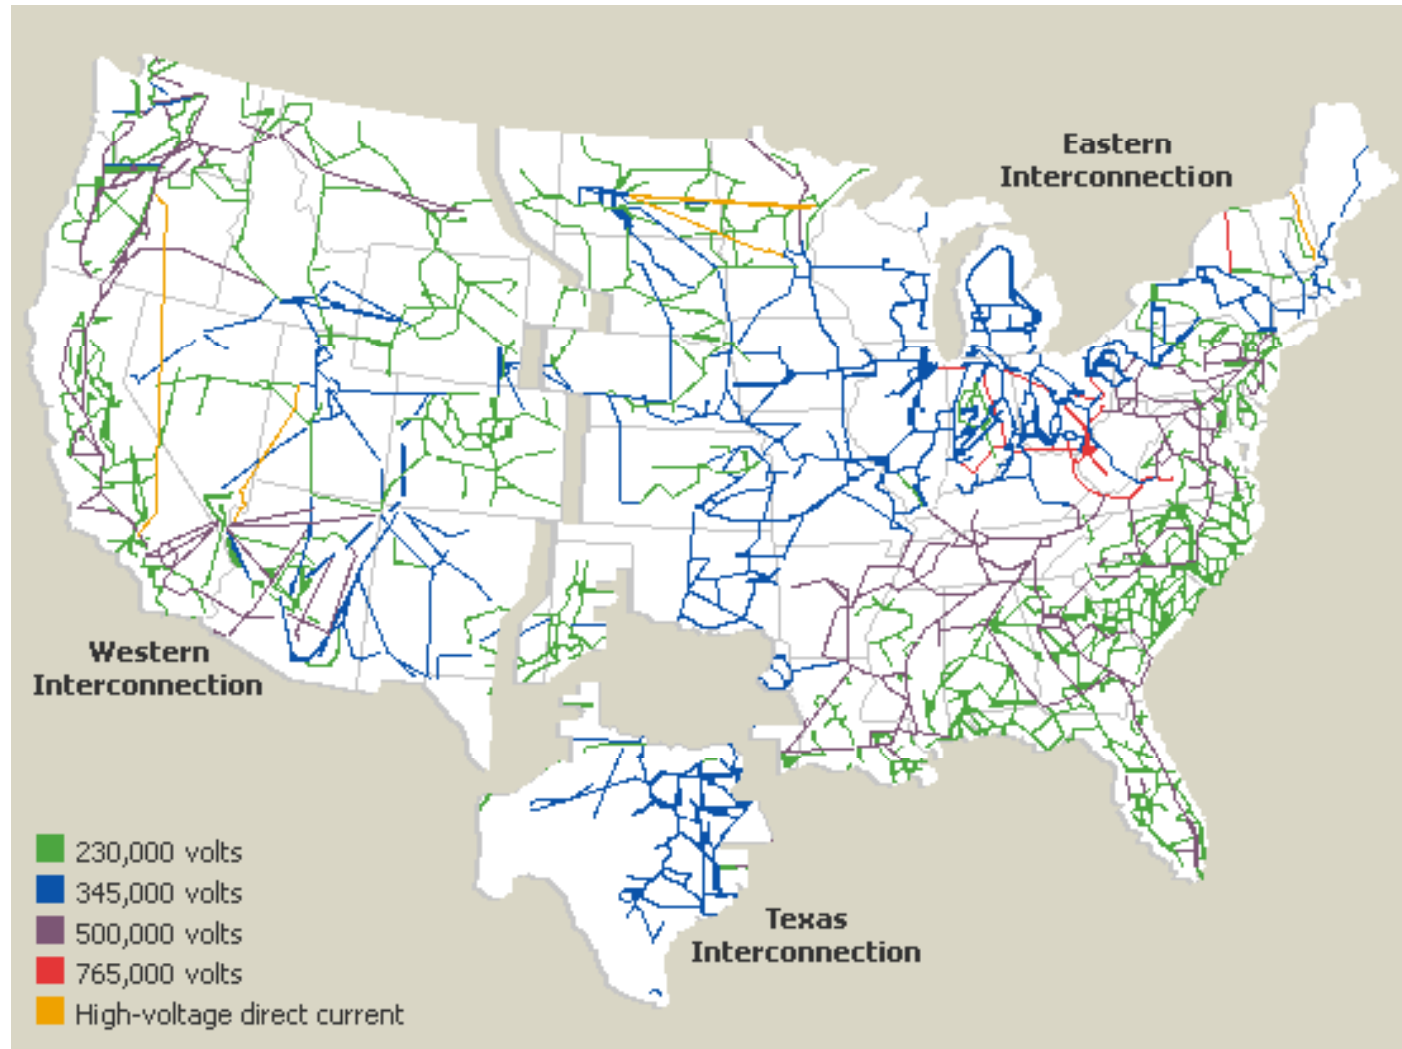 Eastern
Interconnection
Western
Interconnection
230,000 volts
345,000 volts
500,000 volts
765,000 volts
High-voltage direct current
Texas
Interconnection